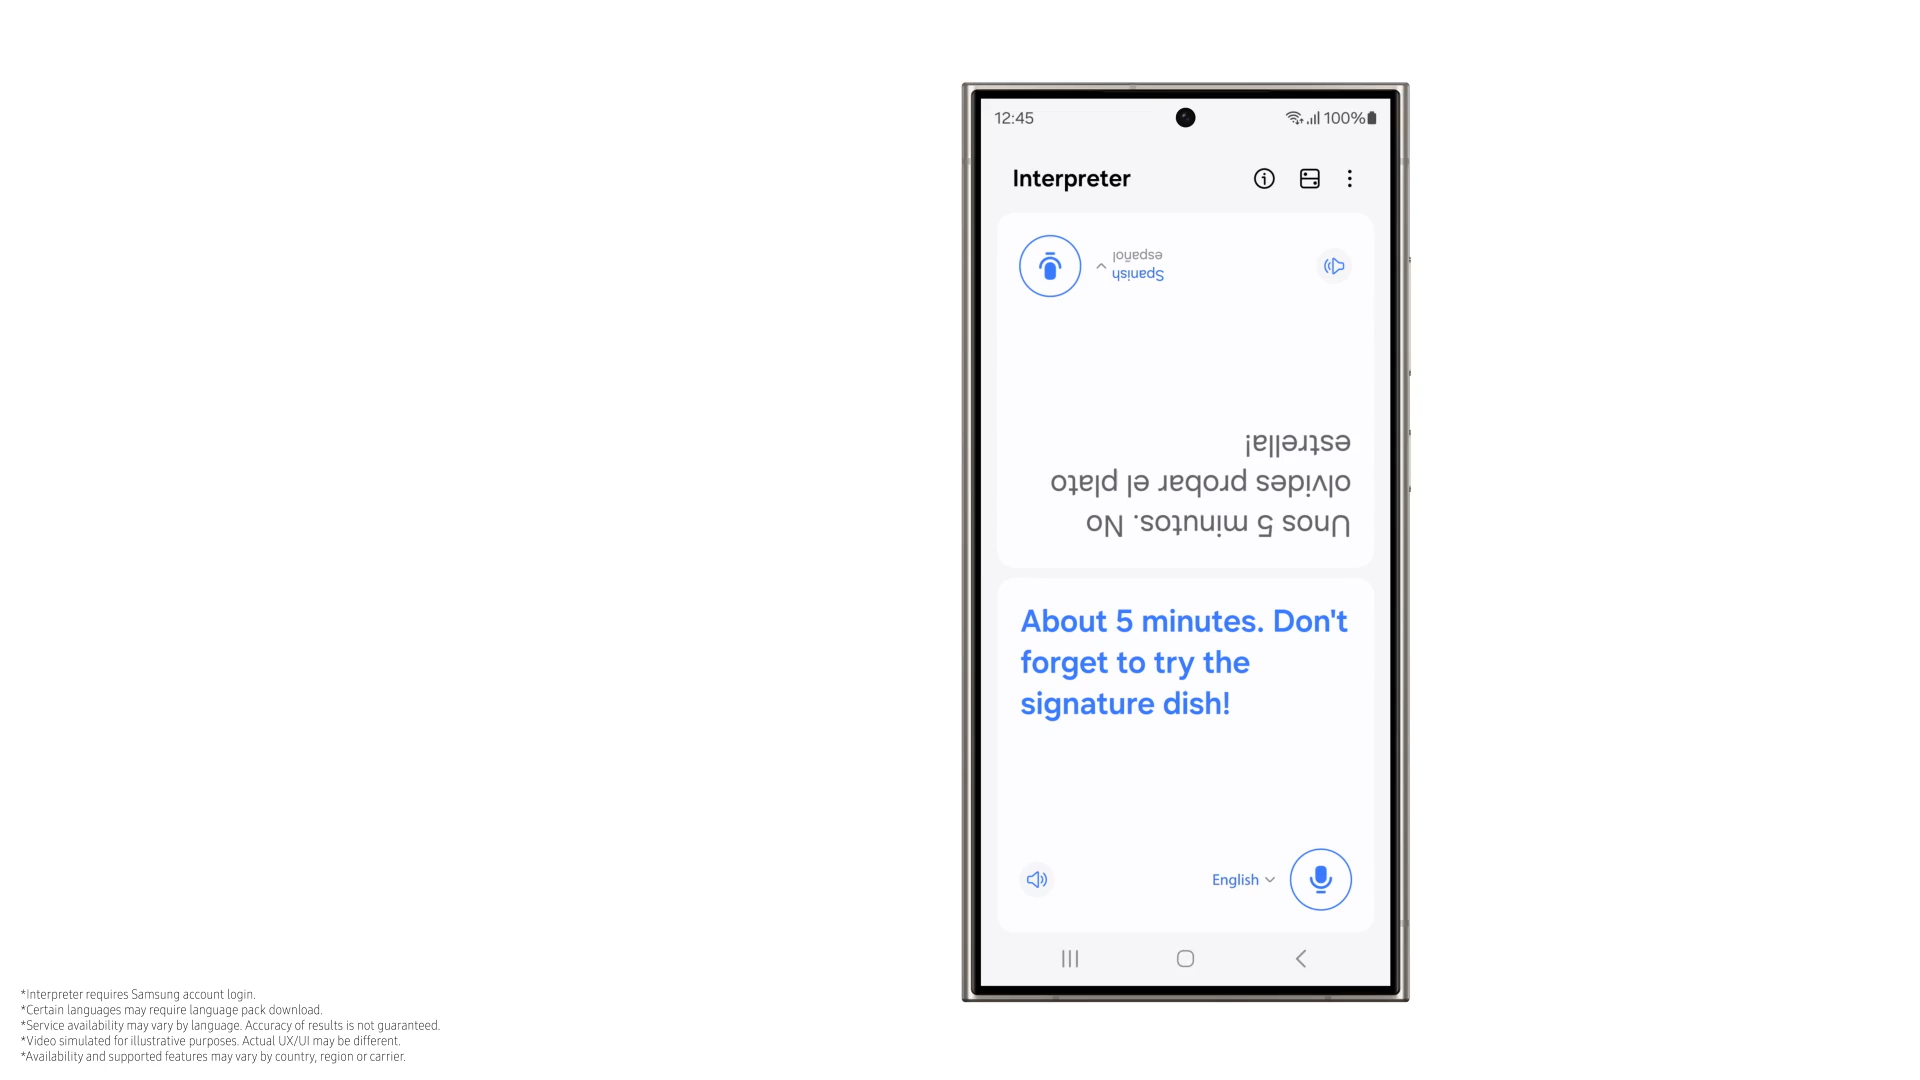 12:45
100%
Interpreter
Spanish
español
Unos 5 minutos. No
olvides probar el plato
estrella!
About 5 minutes. Don't
forget to try the
signature dish!
English
*Interpreter requires Samsung account login.
*Certain languages may require language pack download.
*Service availability may vary by language. Accuracy of results is not guaranteed.
*Video simulated for illustrative purposes. Actual UX/UI may be different.
*Availability and supported features may vary by country, region or carrier.